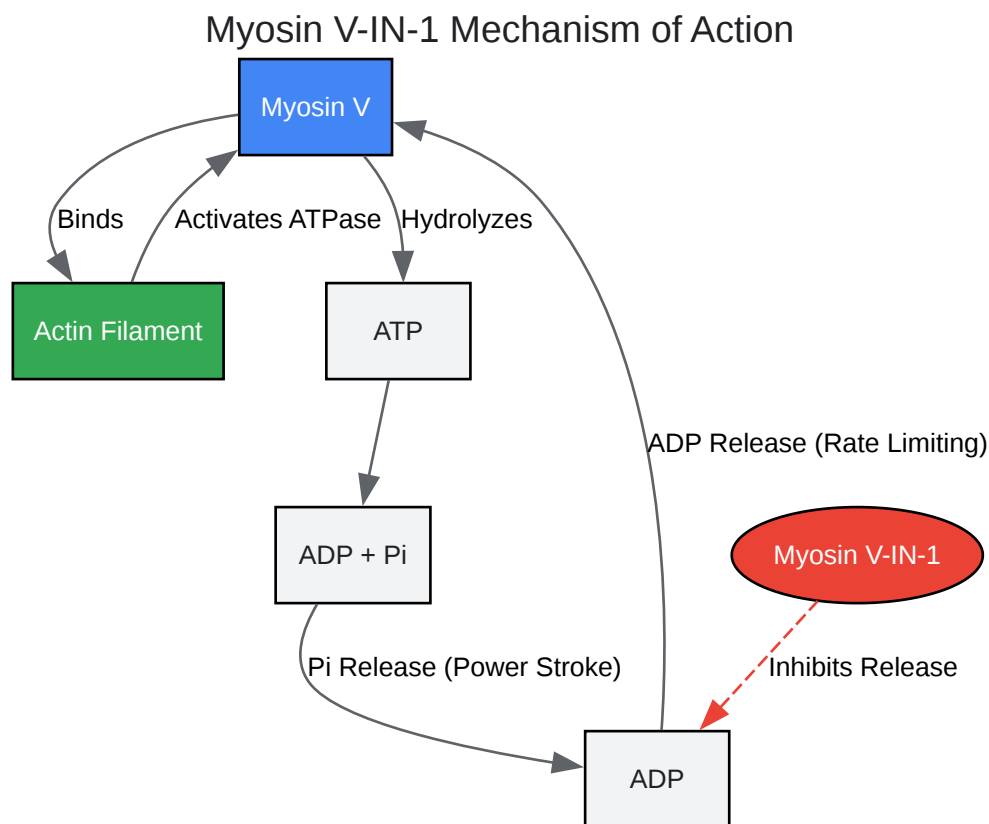 Myosin V-IN-1 Mechanism of Action
Myosin V
Binds
Activates ATPase
Hydrolyzes
Actin Filament
ATP
ADP Release (Rate Limiting)
ADP + Pi
Myosin V-IN-1
Pi Release (Power Stroke)
Inhibits Release
ADP